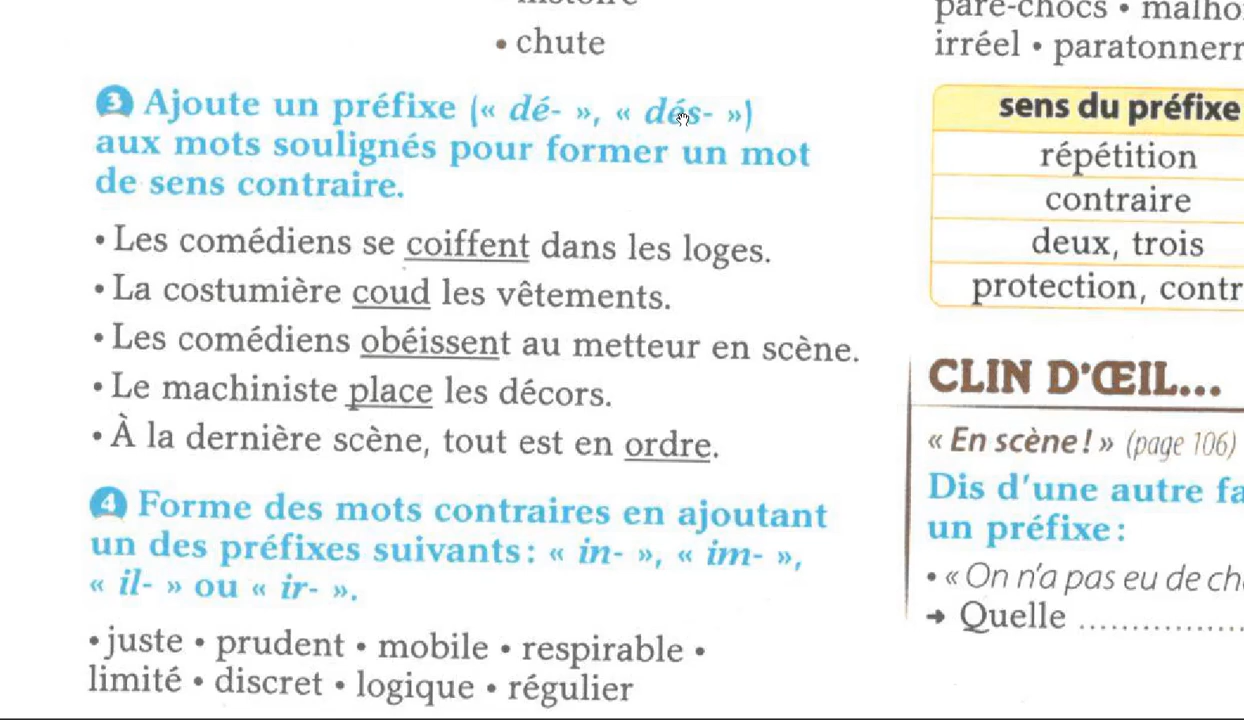 • chute
3 Ajoute un préfixe (« dé- », « dés- »)
aux mots soulignés pour former un mot
de sens contraire.
• Les comédiens se coiffent dans les loges.
• La costumière coud les vêtements.
• Les comédiens obéissent au metteur en scène.
• Le machiniste place les décors.
• À la dernière scène, tout est en ordre.
4 Forme des mots contraires en ajoutant
un des préfixes suivants : « in- », « im- »,
« il- » ou « ir- ».
• juste • prudent • mobile • respirable •
limité • discret • logique • régulier
pare-chocs •
irréel •
sens du préfixe
répétition
contraire
deux, trois
protection,
CLIN D'ŒIL...
« En scène ! » (page 106)
Dis d'une autre
un préfixe :
• « On n'a pas eu de
→ Quelle ................